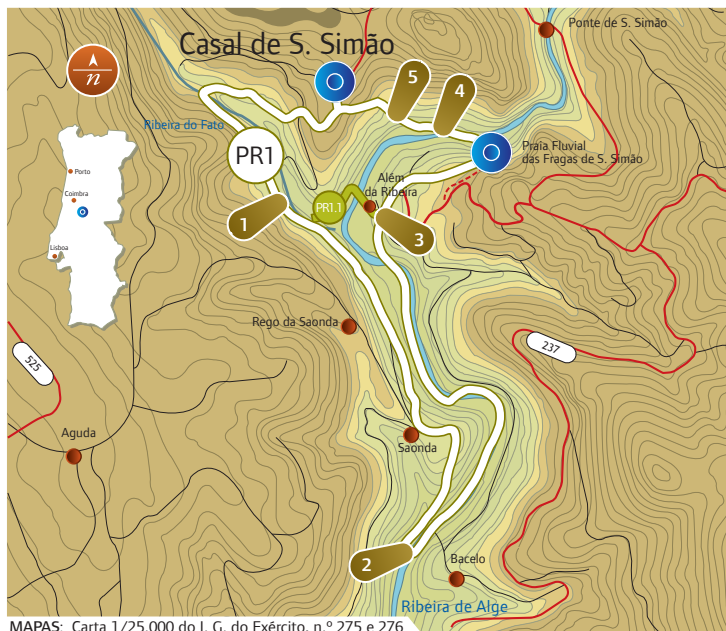 Ponte de S. Simão
Casal de S. Simão
n
5
4
Ribeira do Fato
Praia Fluvial
das Fragas de S. Simão
PR1
Porto
Coimbra
Lisboa
Além
da Ribeira
PR1.1
1
3
Rego da Saonda
237
525
Aguda
Saonda
2
Bacelo
Ribeira de Alge
MAPAS: Carta 1/25.000 do I. G. do Exército, n.º 275 e 276